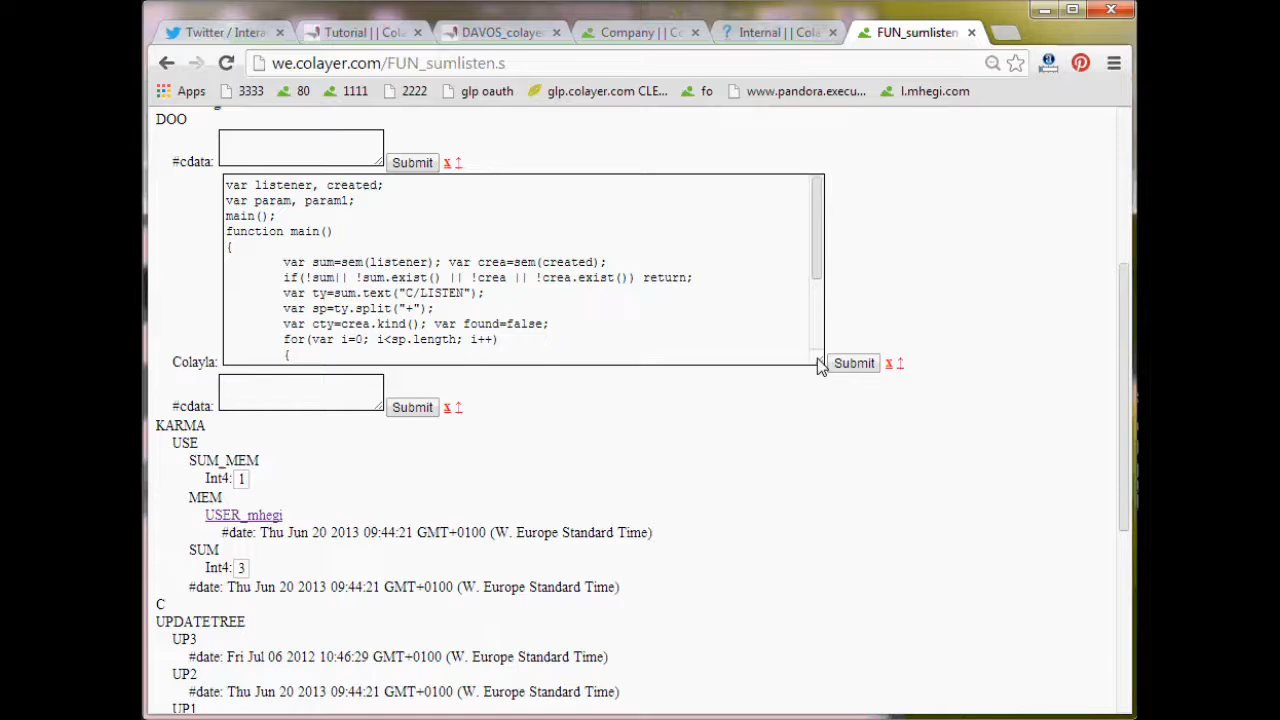 Twitter / Intera
Tutorial || Cola
DAVOS_colayer
Company || Co
Internal || Cola
FUN_sumlisten
we.colayer.com/FUN_sumlisten.s
Apps
3333
80
1111
2222
glp oauth
glp.colayer.com CLE...
fo
www.pandora.execu...
l.mhegi.com
DOO
#cdata:
Submit
x ↑
var listener, created;
var param, param1;
main();
function main()
{
var sum=sem(listener); var crea=sem(created);
if(!sum|| !sum.exist() || !crea || !crea.exist()) return;
var ty=sum.text("C/LISTEN");
var sp=ty.split("+");
var cty=crea.kind(); var found=false;
for(var i=0; i<sp.length; i++)
{
Colayla:
Submit
x ↑
#cdata:
Submit
x ↑
KARMA
USE
SUM_MEM
Int4: 1
MEM
USER_mhegi
#date: Thu Jun 20 2013 09:44:21 GMT+0100 (W. Europe Standard Time)
SUM
Int4: 3
#date: Thu Jun 20 2013 09:44:21 GMT+0100 (W. Europe Standard Time)
C
UPDATETREE
UP3
#date: Fri Jul 06 2012 10:46:29 GMT+0100 (W. Europe Standard Time)
UP2
#date: Thu Jun 20 2013 09:44:21 GMT+0100 (W. Europe Standard Time)
UP1